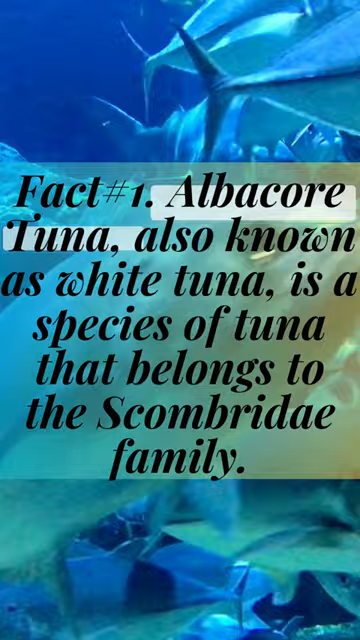 Fact#1. Albacore
Tuna, also known
as white tuna, is a
species of tuna
that belongs to
the Scombridae
family.